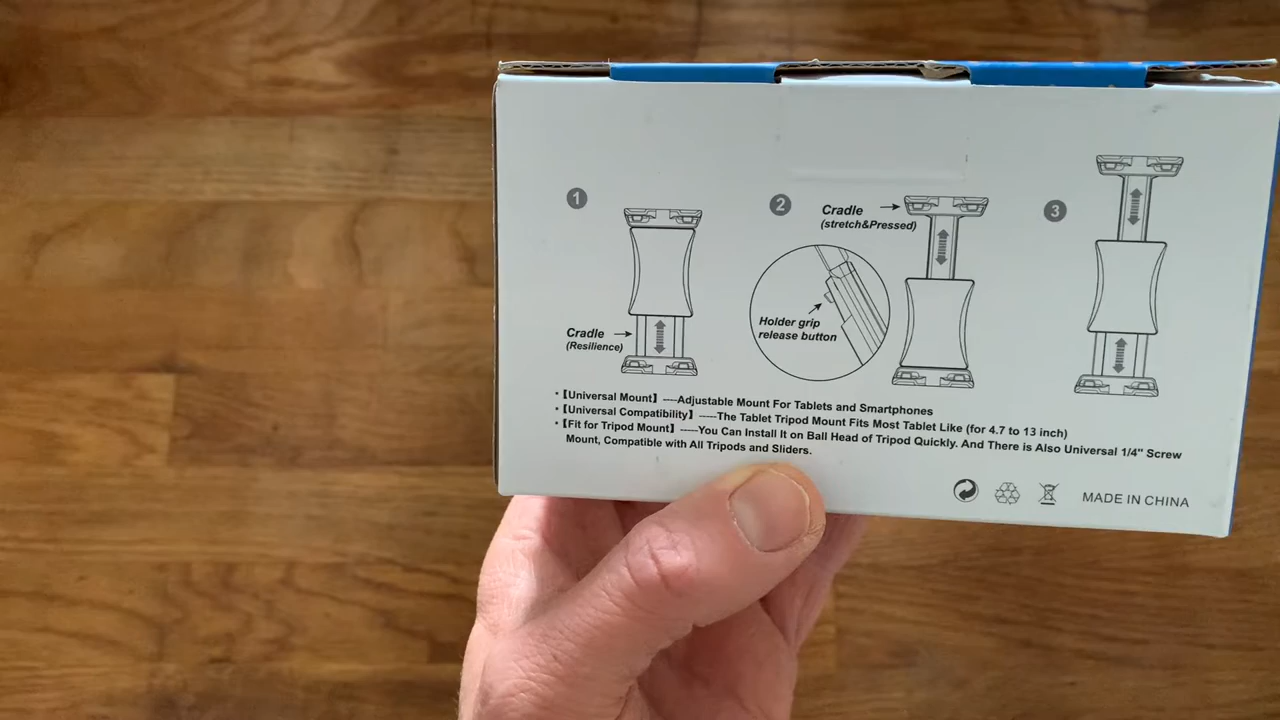 1
2
3
Cradle
(stretch&Pressed)
Holder grip
release button
Cradle
(Resilience)
·【Universal Mount】----Adjustable Mount For Tablets and Smartphones
·【Universal Compatibility】-----The Tablet Tripod Mount Fits Most Tablet Like (for 4.7 to 13 inch)
·【Fit for Tripod Mount】-----You Can Install It on Ball Head of Tripod Quickly. And There is Also Universal 1/4" Screw
Mount, Compatible with All Tripods and Sliders.
MADE IN CHINA